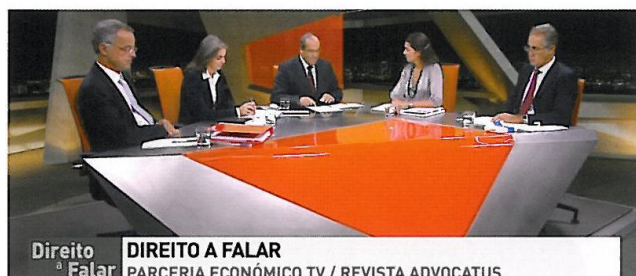 Direito
a Falar
DIREITO A FALAR
PARCERIA ECONÓMICO TV / REVISTA ADVOCATUS